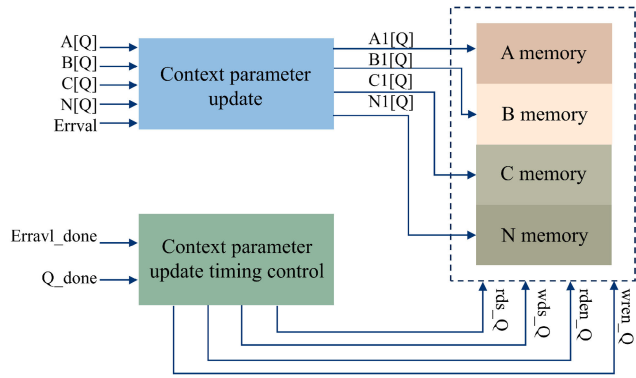 A[Q]
B[Q]
C[Q]
N[Q]
Errval
Context parameter
update
A1[Q]
B1[Q]
C1[Q]
N1[Q]
A memory
B memory
C memory
N memory
Erravl_done
Q_done
Context parameter
update timing control
rds_Q
wds_Q
rden_Q
wren_Q